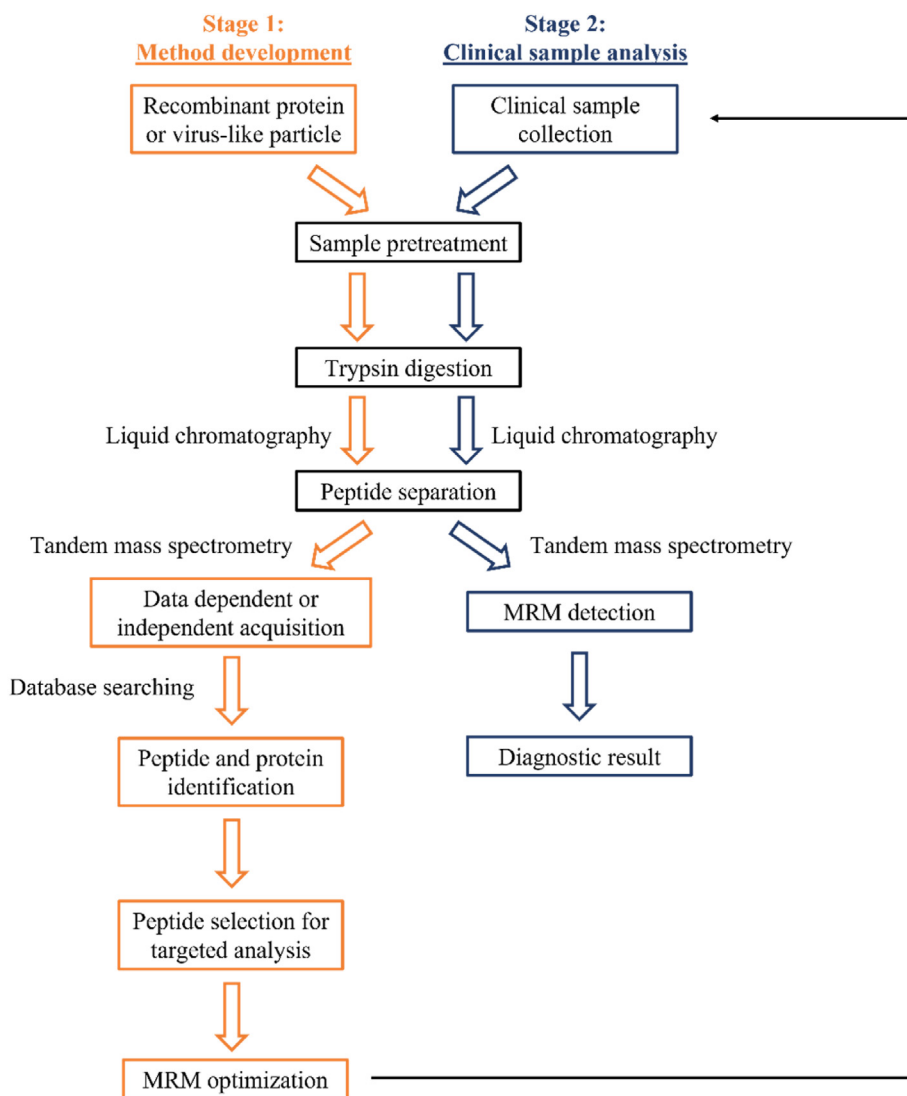 Stage 1:
Method development
Stage 2:
Clinical sample analysis
Recombinant protein
or virus-like particle
Clinical sample
collection
Sample pretreatment
Trypsin digestion
Liquid chromatography
Liquid chromatography
Peptide separation
Tandem mass spectrometry
Tandem mass spectrometry
Data dependent or
independent acquisition
MRM detection
Database searching
Peptide and protein
identification
Diagnostic result
Peptide selection for
targeted analysis
MRM optimization